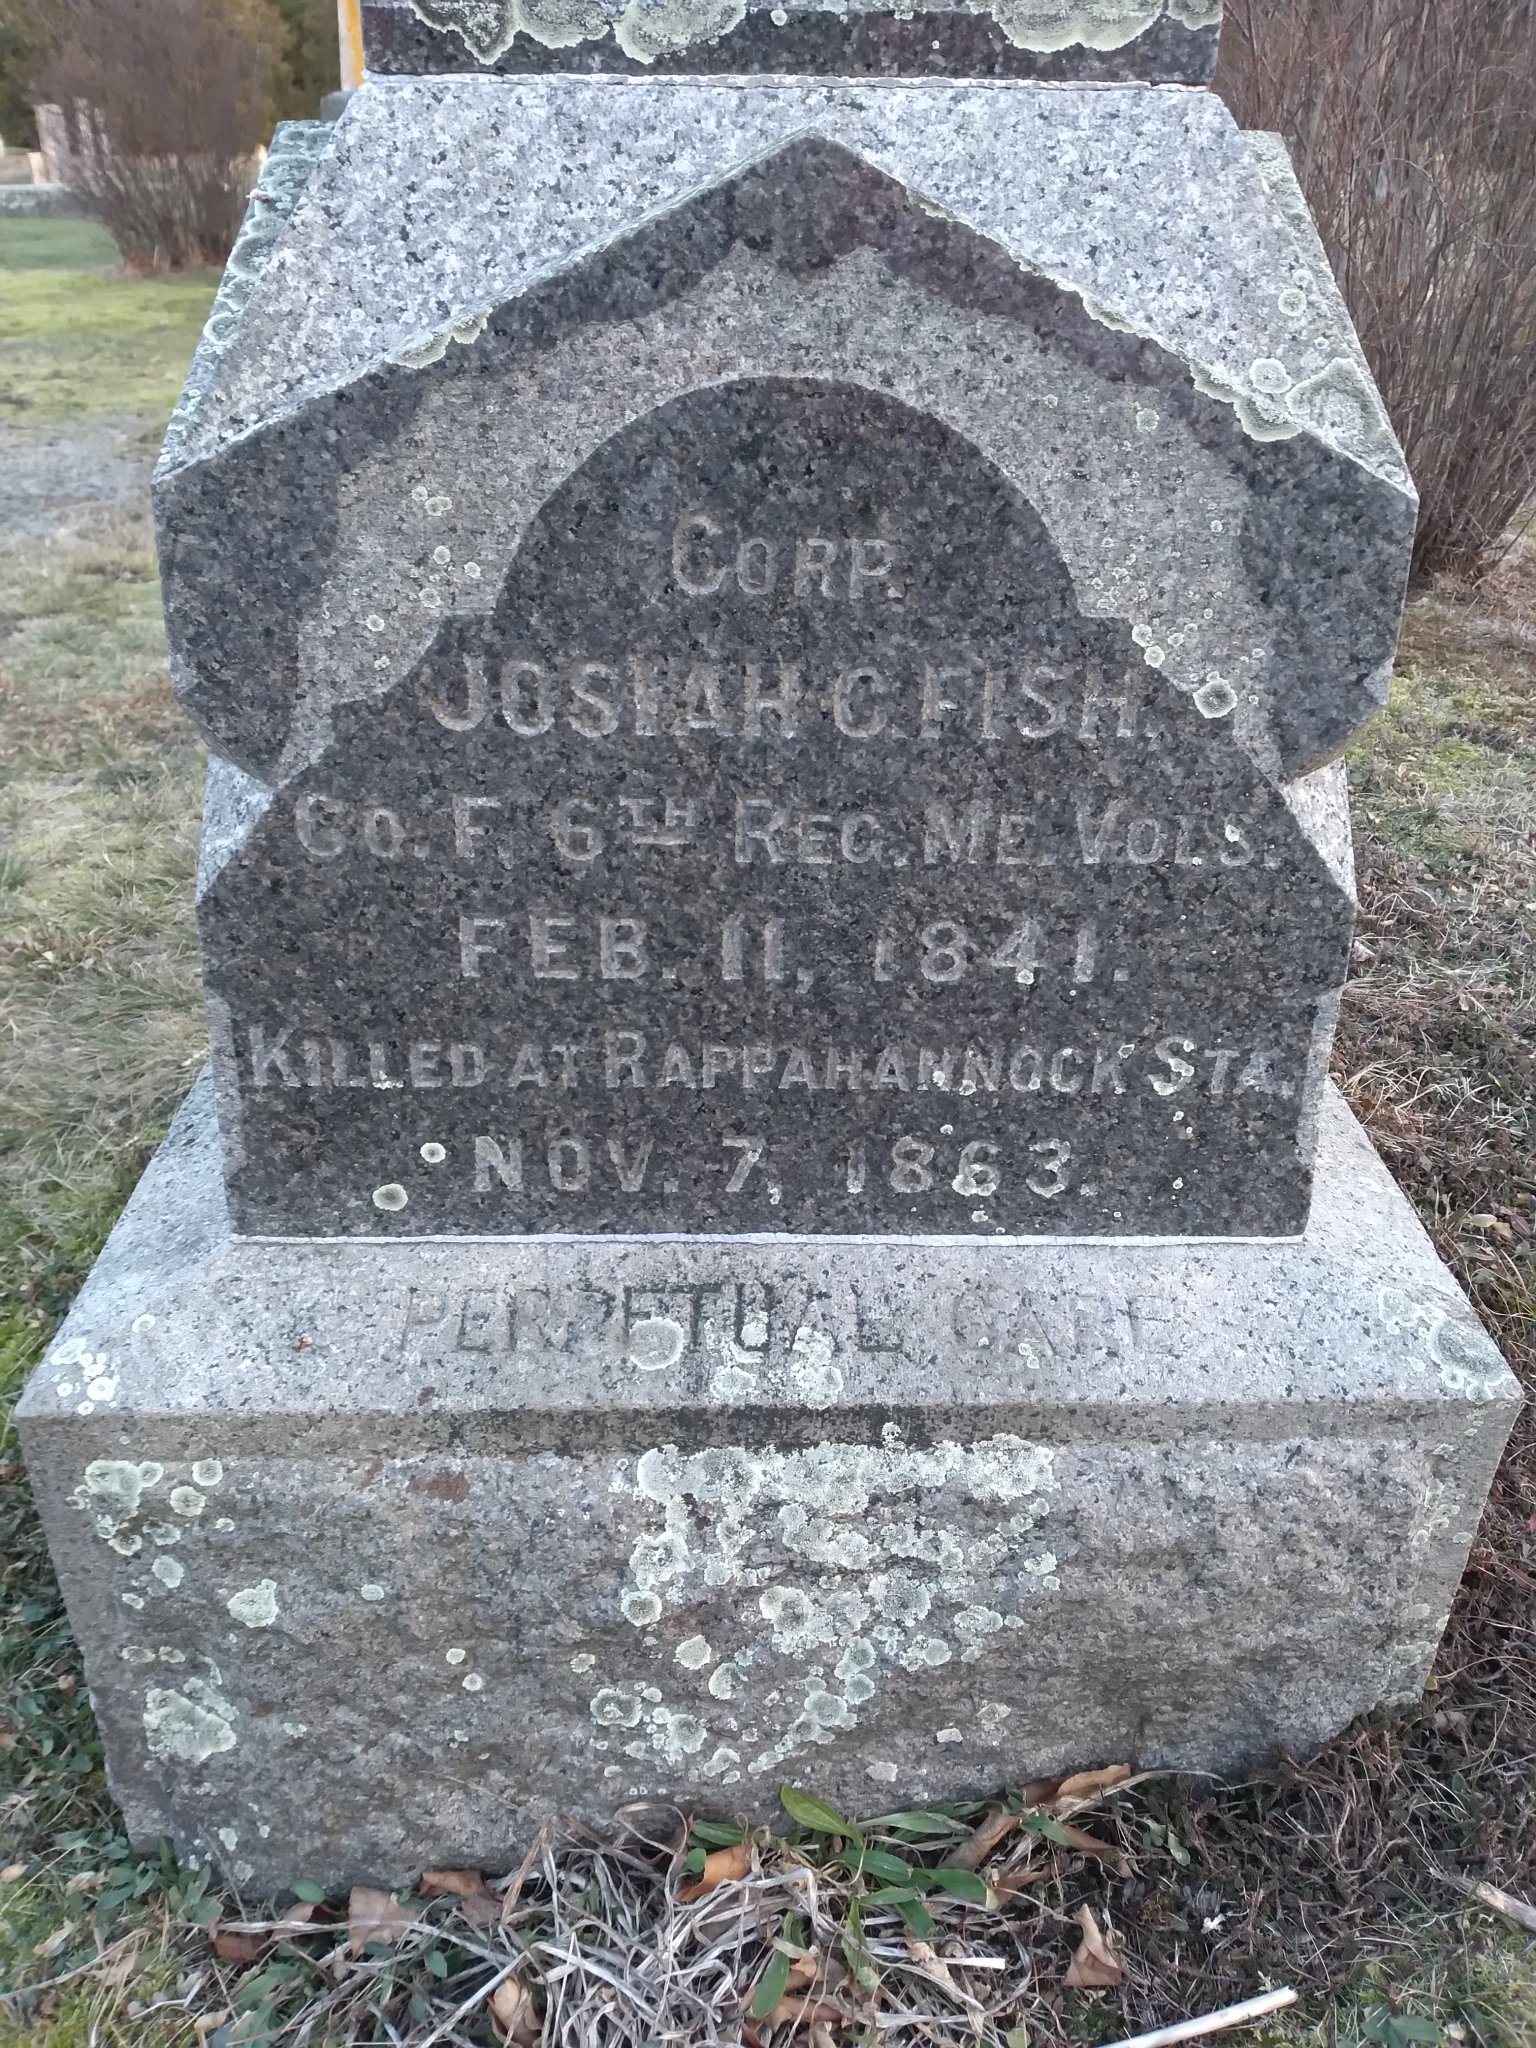 CORP.
JOSIAH C. FISH.
CO. F. 6TH REG. ME. VOLS.
FEB. 11, 1841.
KILLED AT RAPPAHANNOCK STA.
NOV. 7, 1863.
PERPETUAL CARE